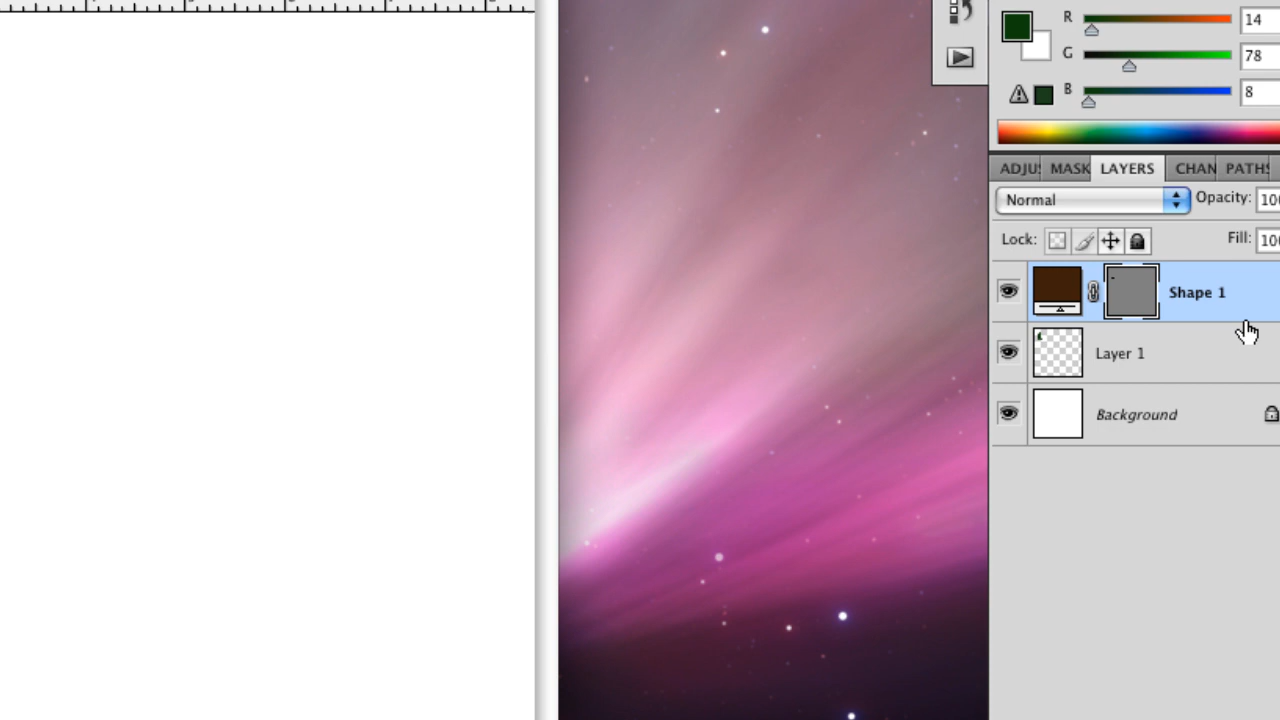 R 14
G 78
B 8
ADJU MASK LAYERS CHAN PATHS
Normal Opacity: 100
Lock: Fill: 100
Shape 1
Layer 1
Background